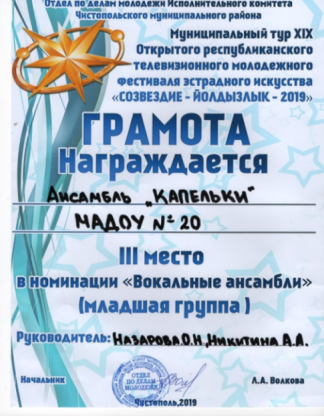 Отдел по делам молодежи Исполнительного комитета
Чистопольского муниципального района
Муниципальный тур XIX
Открытого республиканского
телевизионного молодежного
фестиваля эстрадного искусства
«СОЗВЕЗДИЕ - ЙОЛДЫЗЛЫК - 2019»
ГРАМОТА
Награждается
Ансамбль „КАПЕЛЬКИ"
МАДОУ № 20
III место
в номинации «Вокальные ансамбли»
(младшая группа )
Руководитель: НАЗАРОВА О.Н, НИКИТИНА А.А.
ОТДЕЛ
ПО ДЕЛАМ
МОЛОДЕЖИ
Начальник Л.А. Волкова
Чистополь,2019